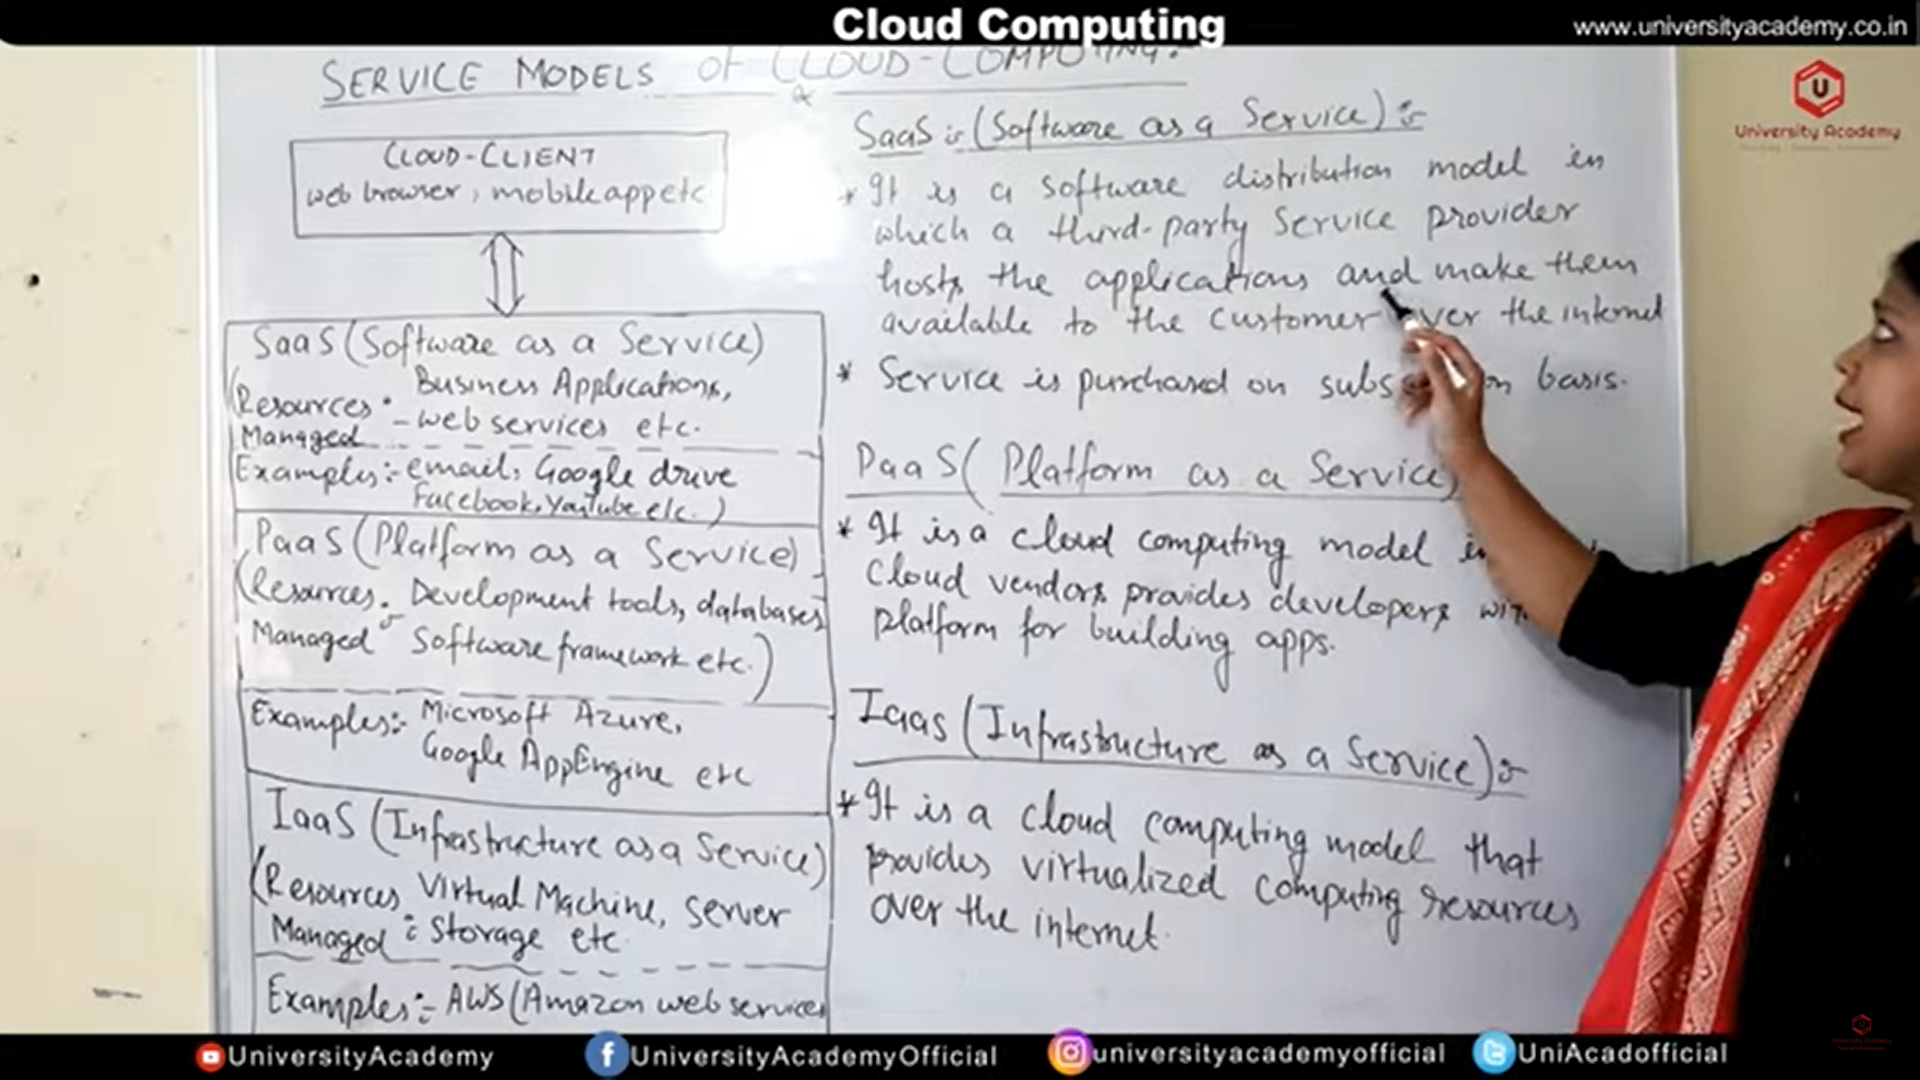 Cloud Computing
www.universityacademy.co.in
SERVICE MODELS OF CLOUD-COMPUTING:-
U
University Academy
CLOUD-CLIENT
web browser, mobile app etc
SaaS (Software as a Service)
Business Applications,
(Resources :- web services etc.
Managed
Examples:- email, Google drive
Facebook, YouTube etc.)
PaaS (Platform as a Service)
(Resources :- Development tools, databases
Managed Software framework etc.)
Examples:- Microsoft Azure,
Google AppEngine etc
IaaS (Infrastructure as a Service)
(Resources Virtual Machine, Server
Managed : Storage etc
Examples:- AWS (Amazon web services
SaaS :- (Software as a Service) :-
* It is a software distribution model in
which a third-party Service provider
hosts the applications and make them
available to the customer over the internet
* Service is purchased on basis.
PaaS (Platform as a Service)
* It is a cloud computing model
cloud vendors provides developers
platform for building apps.
Iaas (Infrastructure as a Service) :-
* It is a cloud computing model that
provides virtualized computing resources
over the internet.
UniversityAcademy
UniversityAcademyOfficial
universityacademyofficial
UniAcadofficial